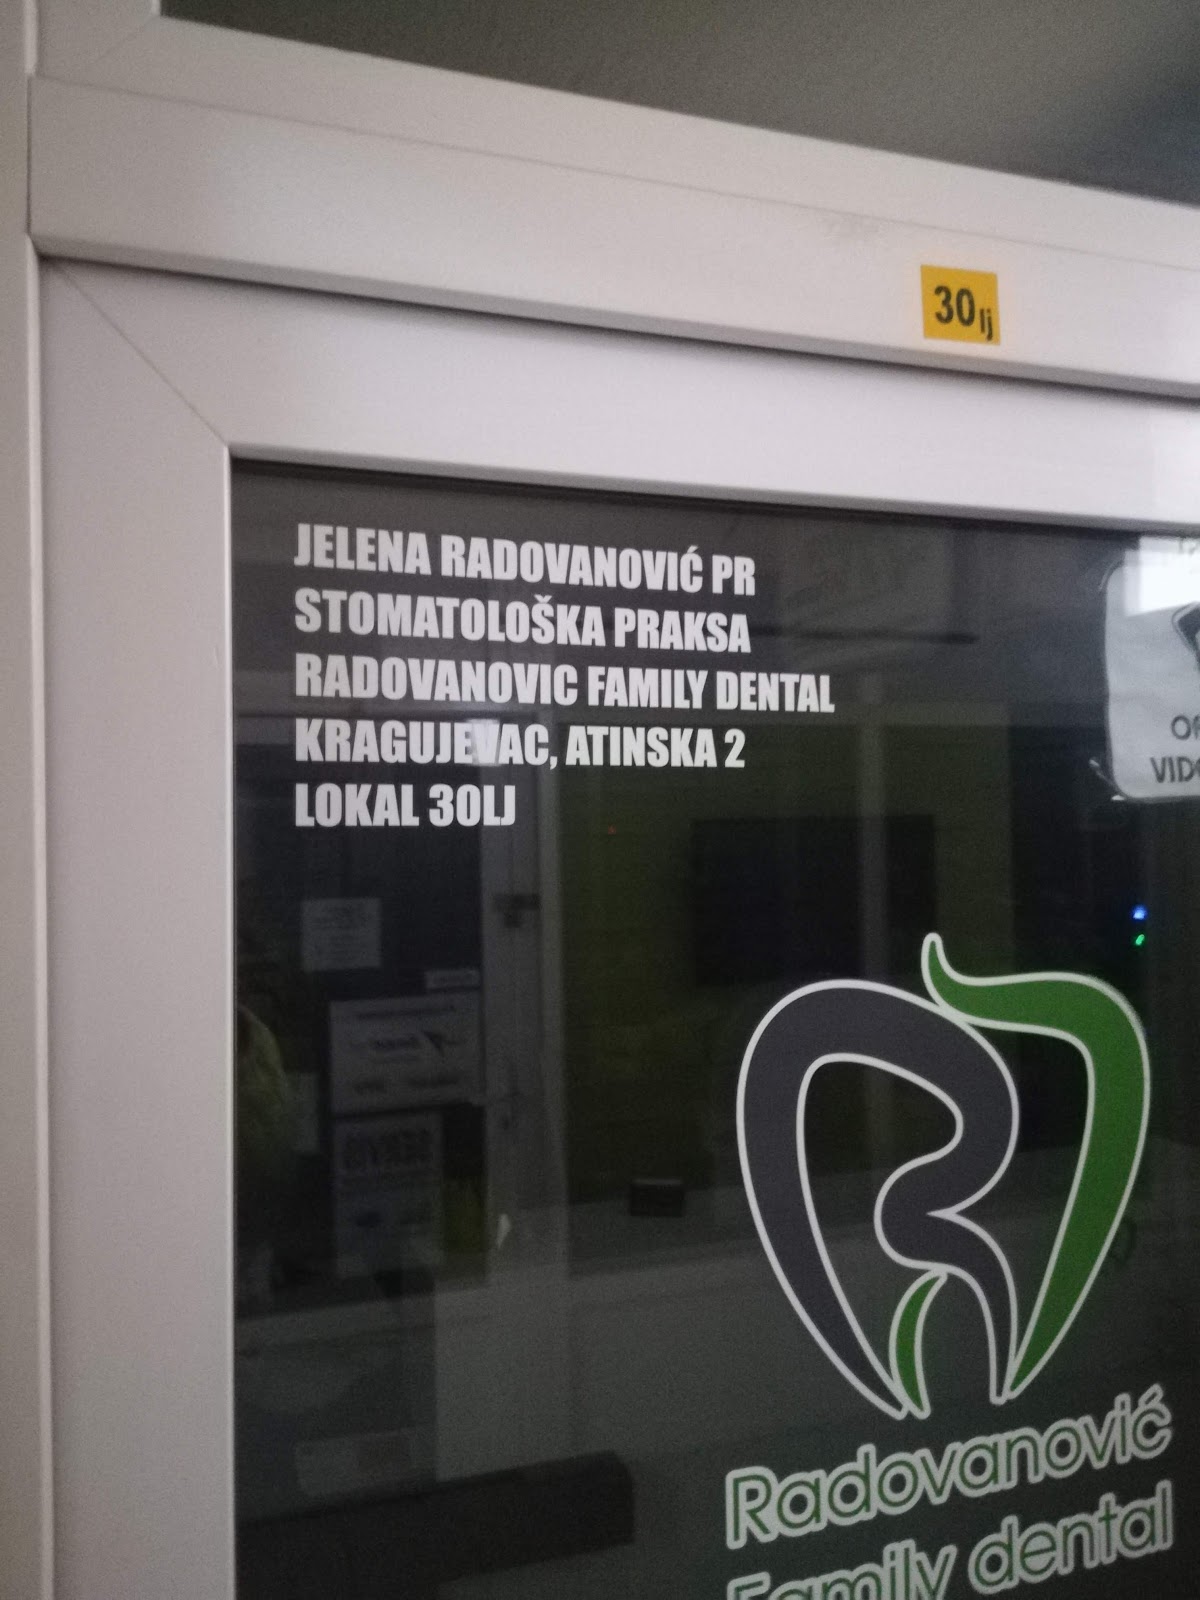 30lj
JELENA RADOVANOVIĆ PR
STOMATOLOŠKA PRAKSA
RADOVANOVIC FAMILY DENTAL
KRAGUJEVAC, ATINSKA 2
LOKAL 30LJ
Radovanović
Family dental